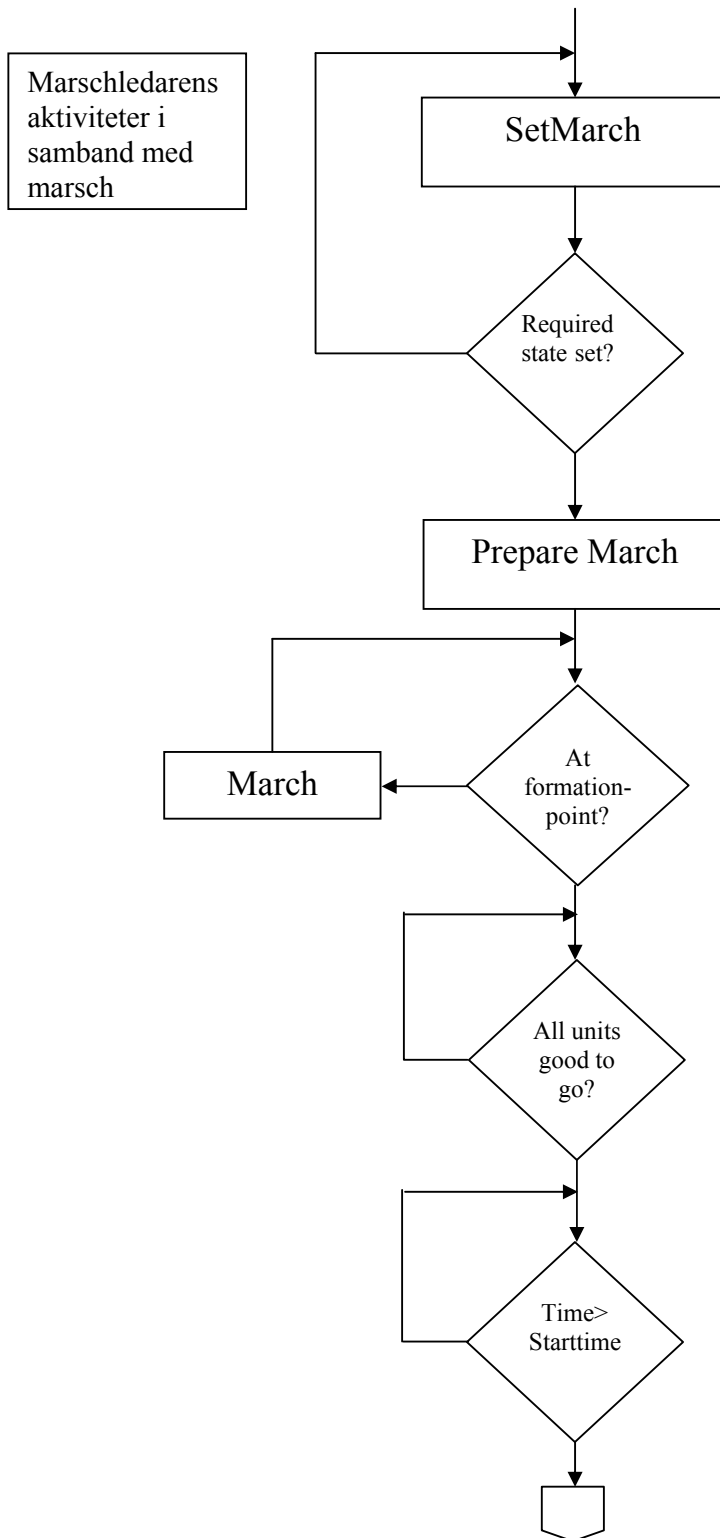 Marschledarens
aktiviteter i
samband med
marsch
SetMarch
Required
state set?
Prepare March
At
formation-
point?
March
All units
good to
go?
Time>
Starttime